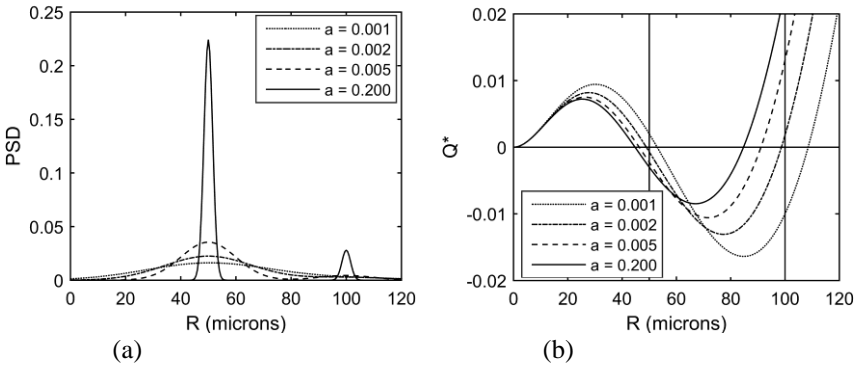 0.25
0.2
0.15
0.1
0.05
0
PSD
a = 0.001
a = 0.002
a = 0.005
a = 0.200
0 20 40 60 80 100 120
R (microns)
(a)
0.02
0.01
0
-0.01
-0.02
Q*
a = 0.001
a = 0.002
a = 0.005
a = 0.200
0 20 40 60 80 100 120
R (microns)
(b)